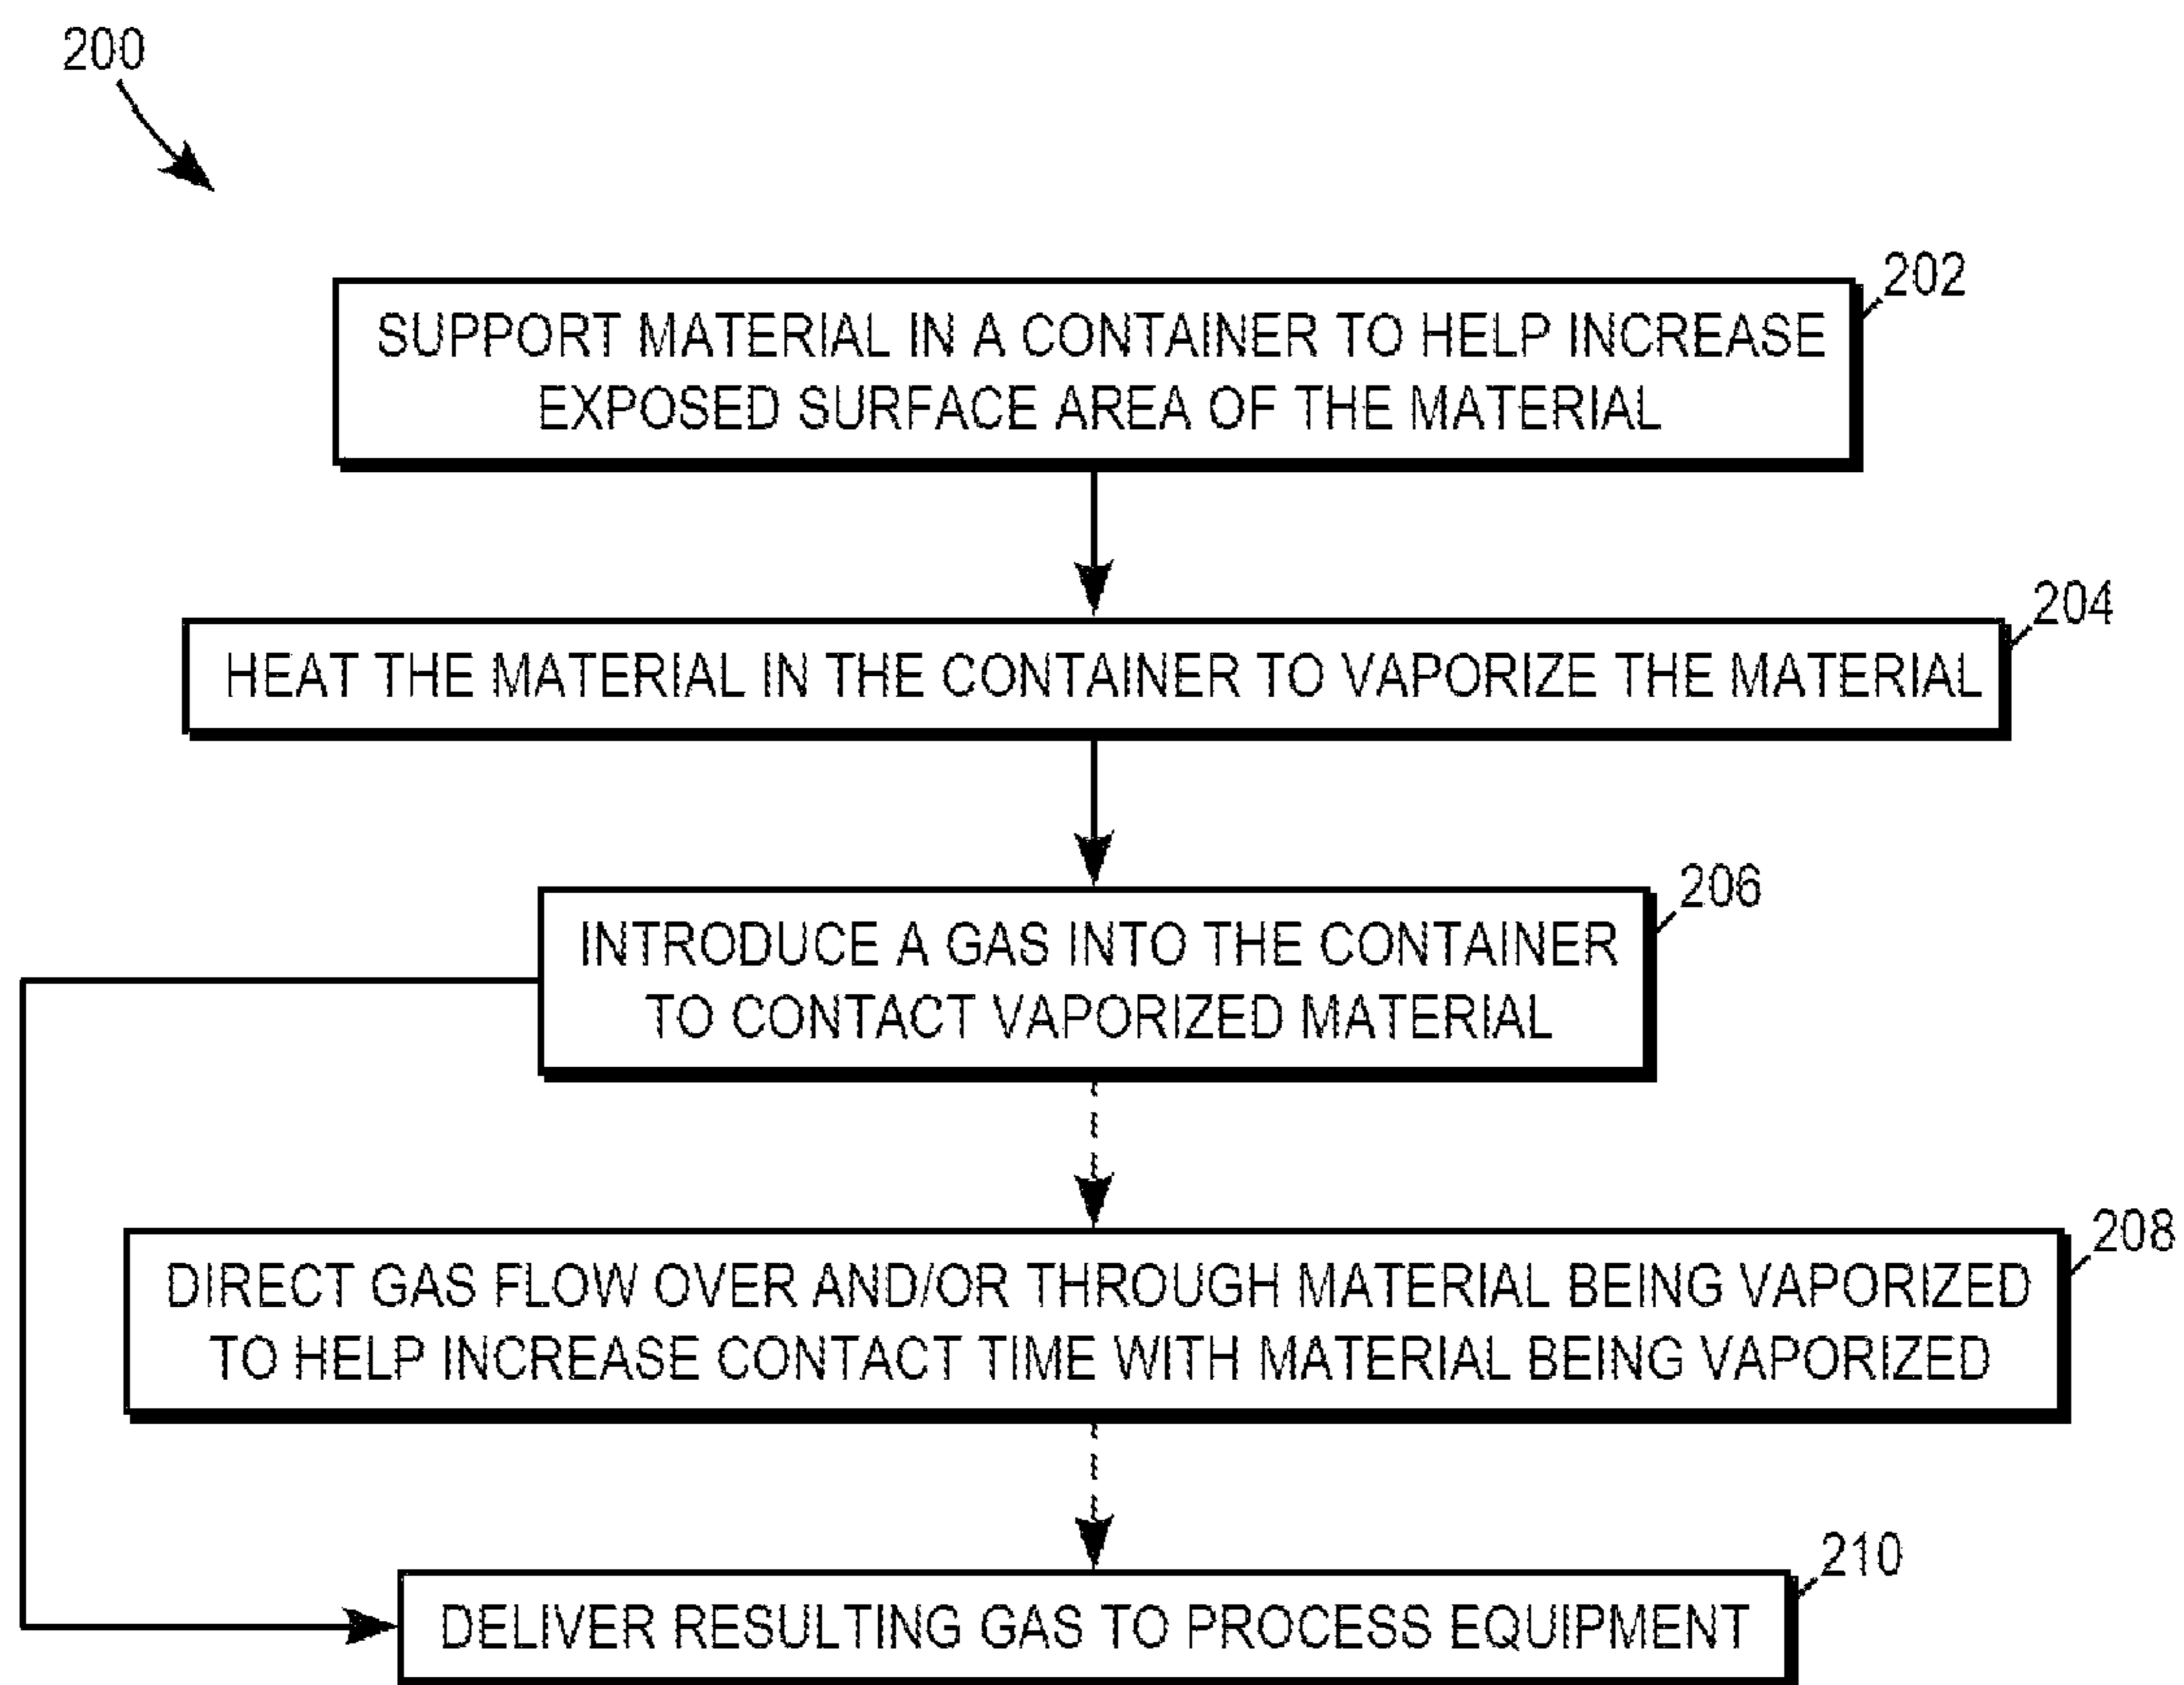 200
202
SUPPORT MATERIAL IN A CONTAINER TO HELP INCREASE
EXPOSED SURFACE AREA OF THE MATERIAL
204
HEAT THE MATERIAL IN THE CONTAINER TO VAPORIZE THE MATERIAL
206
INTRODUCE A GAS INTO THE CONTAINER
TO CONTACT VAPORIZED MATERIAL
208
DIRECT GAS FLOW OVER AND/OR THROUGH MATERIAL BEING VAPORIZED
TO HELP INCREASE CONTACT TIME WITH MATERIAL BEING VAPORIZED
210
DELIVER RESULTING GAS TO PROCESS EQUIPMENT